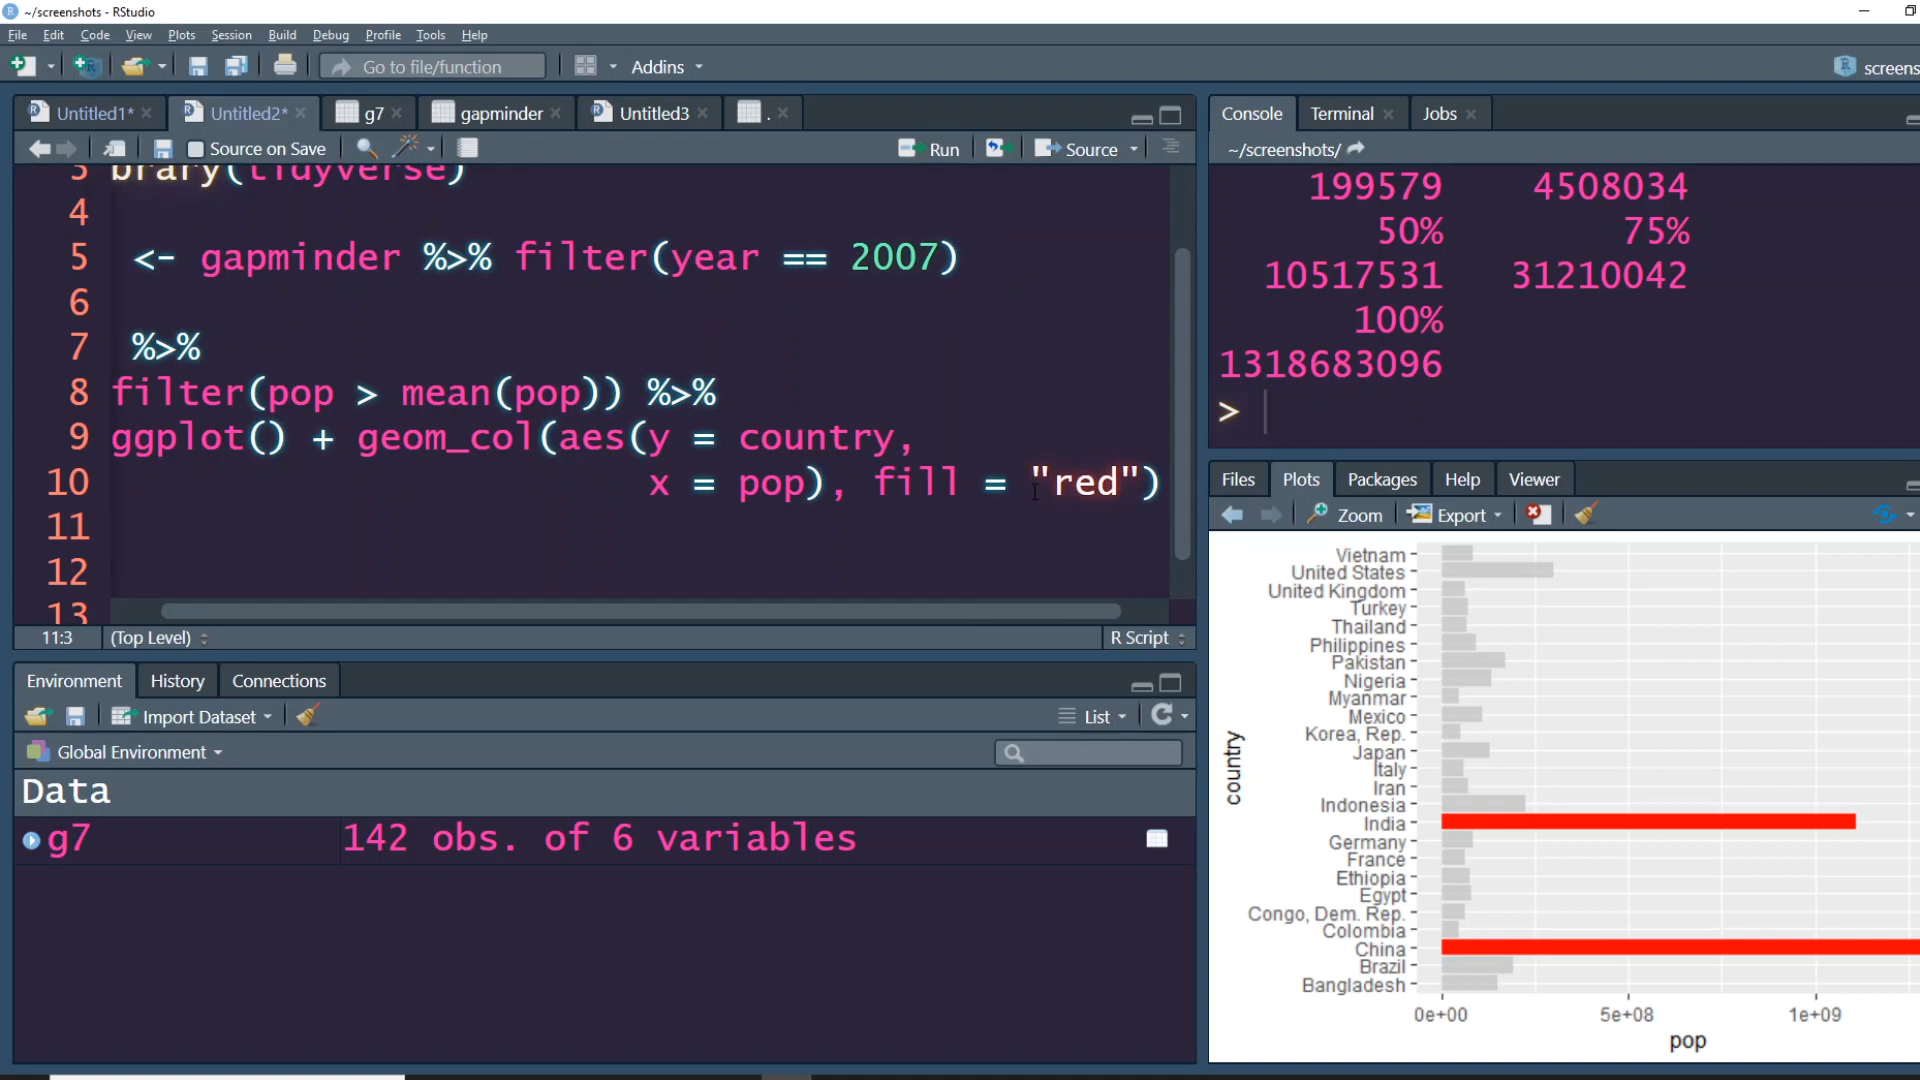 ~/screenshots - RStudio
File Edit Code View Plots Session Build Debug Profile Tools Help
Go to file/function Addins screens
Untitled1* Untitled2* g7 gapminder Untitled3 .
Source on Save Run Source
3 brary(tidyverse)
4
5 <- gapminder %>% filter(year == 2007)
6
7 %>%
8 filter(pop > mean(pop)) %>%
9 ggplot() + geom_col(aes(y = country,
10 x = pop), fill = "red")
11
12
13
11:3 (Top Level) R Script
Environment History Connections
Import Dataset List
Global Environment
Data
g7 142 obs. of 6 variables
Console Terminal Jobs
~/screenshots/
199579 4508034
50% 75%
10517531 31210042
100%
1318683096
>
Files Plots Packages Help Viewer
Zoom Export
country
Vietnam
United States
United Kingdom
Turkey
Thailand
Philippines
Pakistan
Nigeria
Myanmar
Mexico
Korea, Rep.
Japan
Italy
Iran
Indonesia
India
Germany
France
Ethiopia
Egypt
Congo, Dem. Rep.
Colombia
China
Brazil
Bangladesh
0e+00 5e+08 1e+09
pop